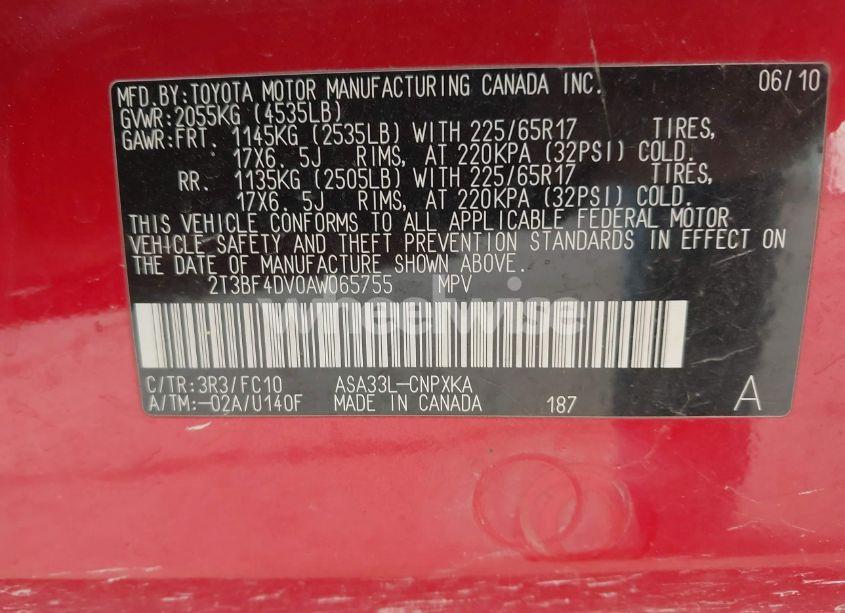 MFD.BY:TOYOTA MOTOR MANUFACTURING CANADA INC. 06/10
GVWR:2055KG (4535LB)
GAWR:FRT. 1145KG (2535LB) WITH 225/65R17 TIRES,
17X6. 5J RIMS, AT 220KPA (32PSI) COLD.
RR. 1135KG (2505LB) WITH 225/65R17 TIRES,
17X6. 5J RIMS, AT 220KPA (32PSI) COLD.
THIS VEHICLE CONFORMS TO ALL APPLICABLE FEDERAL MOTOR
VEHICLE SAFETY AND THEFT PREVENTION STANDARDS IN EFFECT ON
THE DATE OF MANUFACTURE SHOWN ABOVE.
2T3BF4DV0AW065755 MPV
wheelwise
C/TR:3R3/FC10 ASA33L-CNPXKA
A/TM:-02A/U140F MADE IN CANADA 187 A